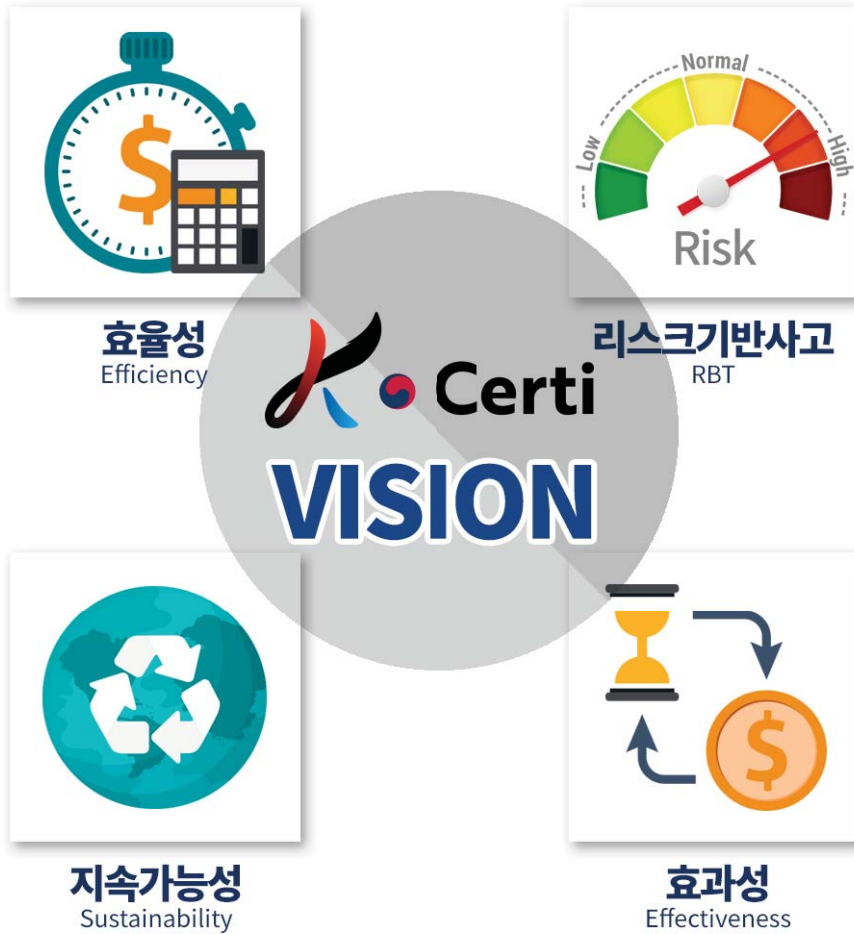 $
효율성
Efficiency
Low
Normal
High
Risk
리스크기반사고
RBT
K Certi
VISION
지속가능성
Sustainability
$
효과성
Effectiveness